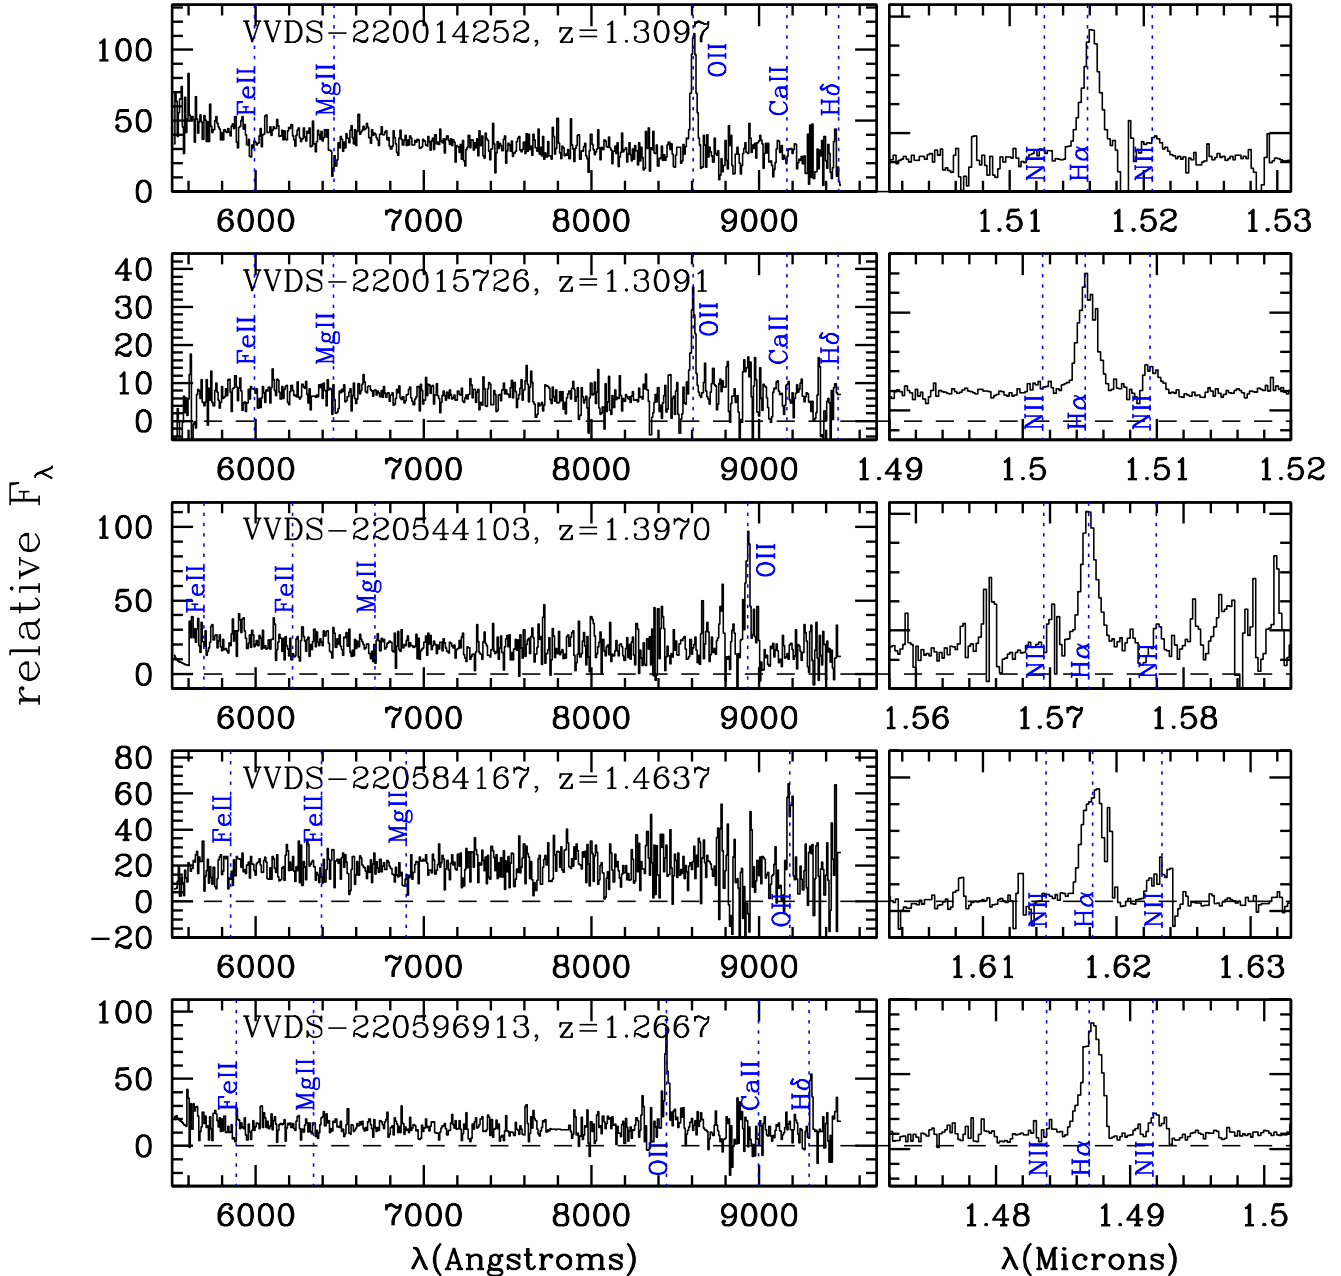 VVDS-220014252, z=1.3097
FeII
MgII
OII
CaII
Hδ
NII
Hα
NII
100
50
0
6000
7000
8000
9000
1.51
1.52
1.53
VVDS-220015726, z=1.3091
FeII
MgII
OII
CaII
Hδ
NII
Hα
NII
40
30
20
10
0
6000
7000
8000
9000
1.49
1.5
1.51
1.52
VVDS-220544103, z=1.3970
FeII
FeII
MgII
OII
NII
Hα
NII
100
50
0
6000
7000
8000
9000
1.56
1.57
1.58
VVDS-220584167, z=1.4637
FeII
FeII
MgII
OII
NII
Hα
NII
80
60
40
20
0
-20
6000
7000
8000
9000
1.61
1.62
1.63
VVDS-220596913, z=1.2667
FeII
MgII
OII
CaII
Hδ
NII
Hα
NII
100
50
0
6000
7000
8000
9000
1.48
1.49
1.5
λ(Angstroms)
λ(Microns)
relative Fλ